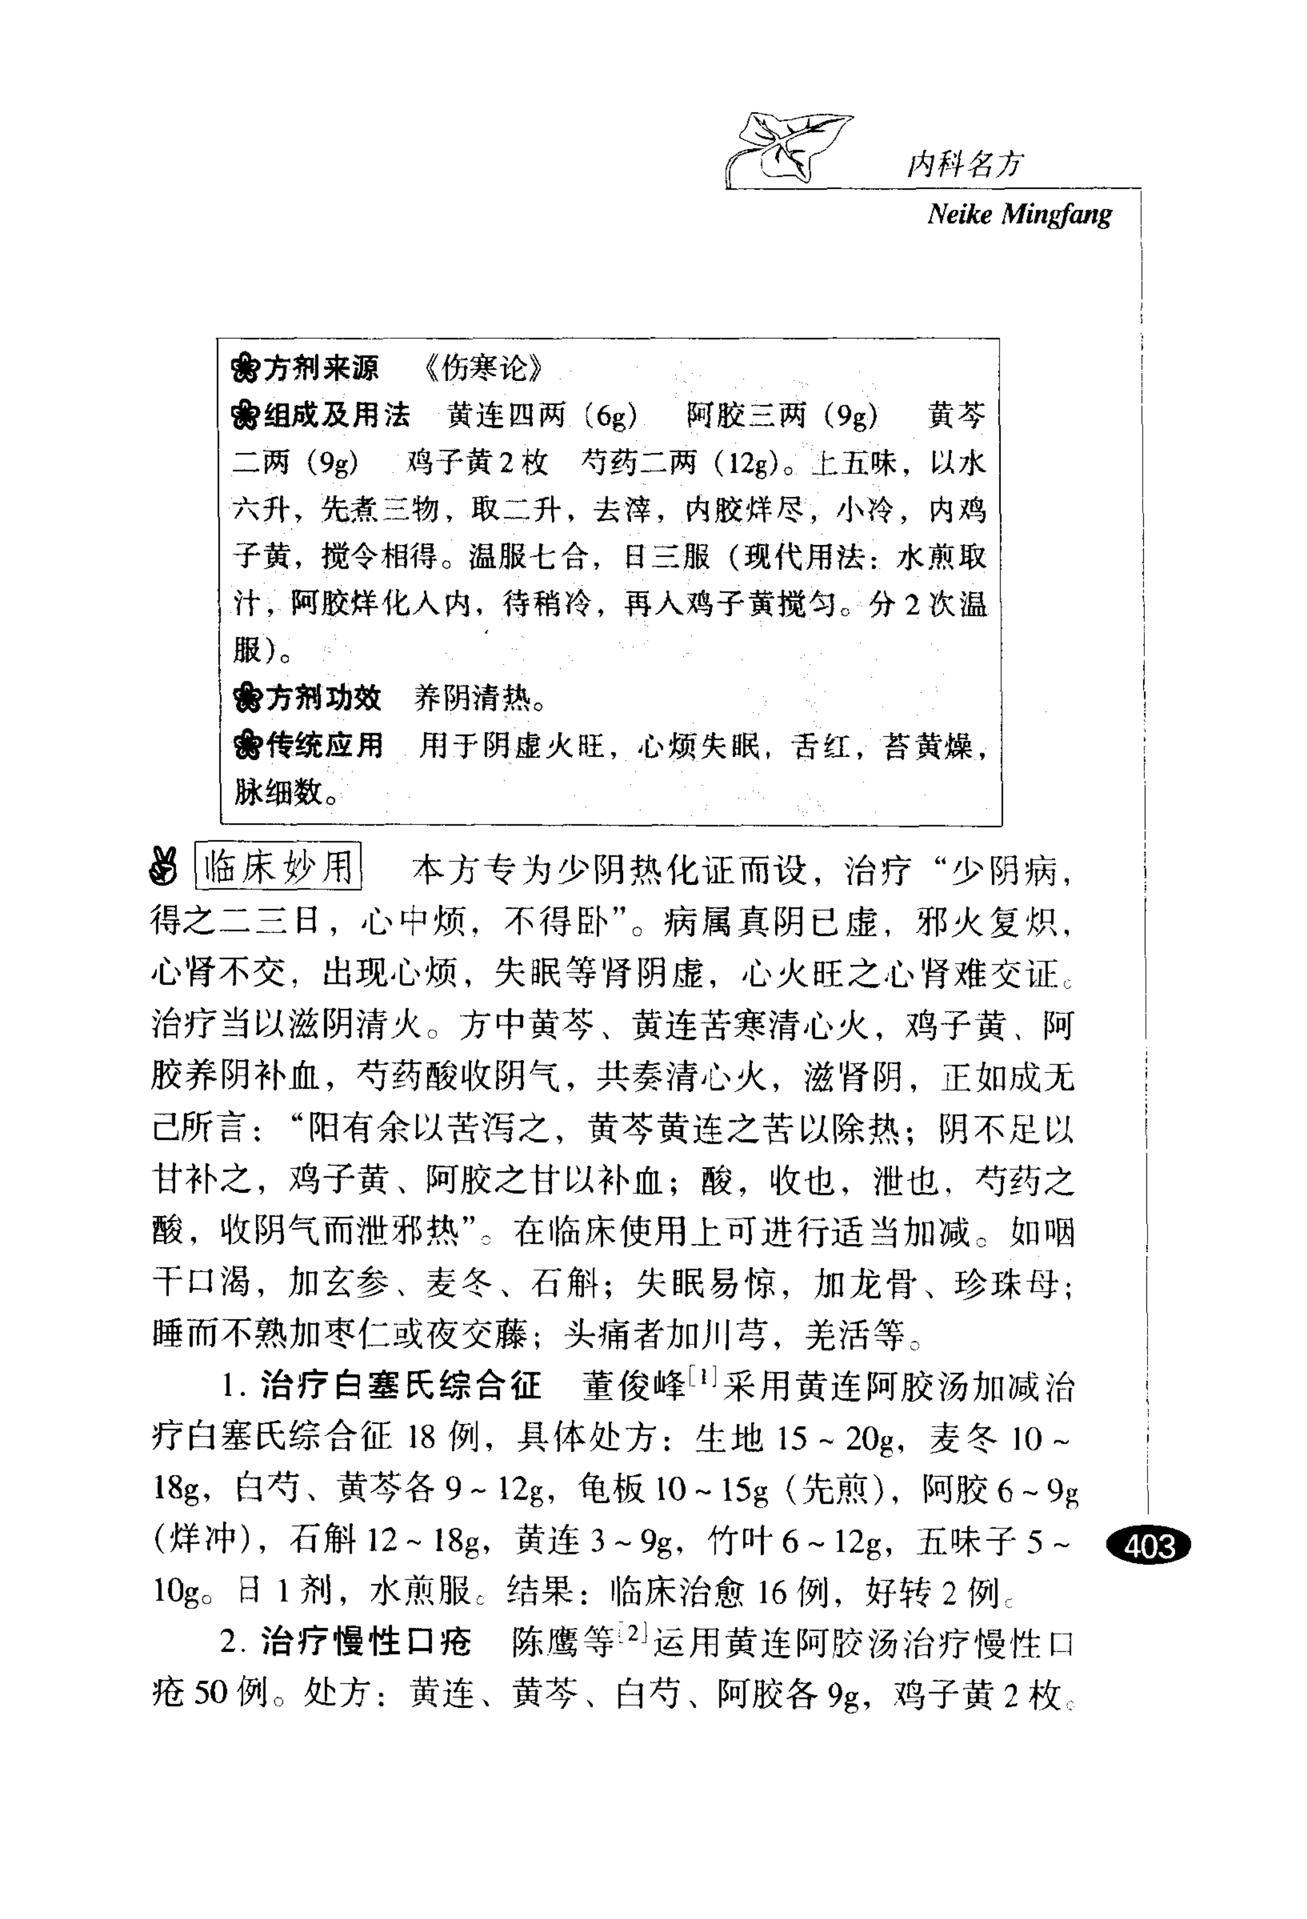 内科名方
Neike Mingfang
方剂来源 《伤寒论》
组成及用法 黄连四两（6g） 阿胶三两（9g） 黄芩
二两（9g） 鸡子黄2枚 芍药二两（12g）。上五味，以水
六升，先煮三物，取二升，去滓，内胶烊尽，小冷，内鸡
子黄，搅令相得。温服七合，日三服（现代用法：水煎取
汁，阿胶烊化入内，待稍冷，再入鸡子黄搅匀。分2次温
服）。
方剂功效 养阴清热。
传统应用 用于阴虚火旺，心烦失眠，舌红，苔黄燥，
脉细数。
临床妙用 本方专为少阴热化证而设，治疗“少阴病，
得之二三日，心中烦，不得卧”。病属真阴已虚，邪火复炽，
心肾不交，出现心烦，失眠等肾阴虚，心火旺之心肾难交证。
治疗当以滋阴清火。方中黄芩、黄连苦寒清心火，鸡子黄、阿
胶养阴补血，芍药酸收阴气，共奏清心火，滋肾阴，正如成无
己所言：“阳有余以苦泻之，黄芩黄连之苦以除热；阴不足以
甘补之，鸡子黄、阿胶之甘以补血；酸，收也，泄也，芍药之
酸，收阴气而泄邪热”。在临床使用上可进行适当加减。如咽
干口渴，加玄参、麦冬、石斛；失眠易惊，加龙骨、珍珠母；
睡而不熟加枣仁或夜交藤；头痛者加川芎，羌活等。
1. 治疗白塞氏综合征 董俊峰[1]采用黄连阿胶汤加减治
疗白塞氏综合征 18 例，具体处方：生地 15～20g，麦冬 10～
18g，白芍、黄芩各 9～12g，龟板 10～15g（先煎），阿胶 6～9g
（烊冲），石斛 12～18g，黄连 3～9g，竹叶 6～12g，五味子 5～
10g。日 1 剂，水煎服。结果：临床治愈 16 例，好转 2 例。
403
2. 治疗慢性口疮 陈鹰等[2]运用黄连阿胶汤治疗慢性口
疮 50 例。处方：黄连、黄芩、白芍、阿胶各 9g，鸡子黄 2 枚。